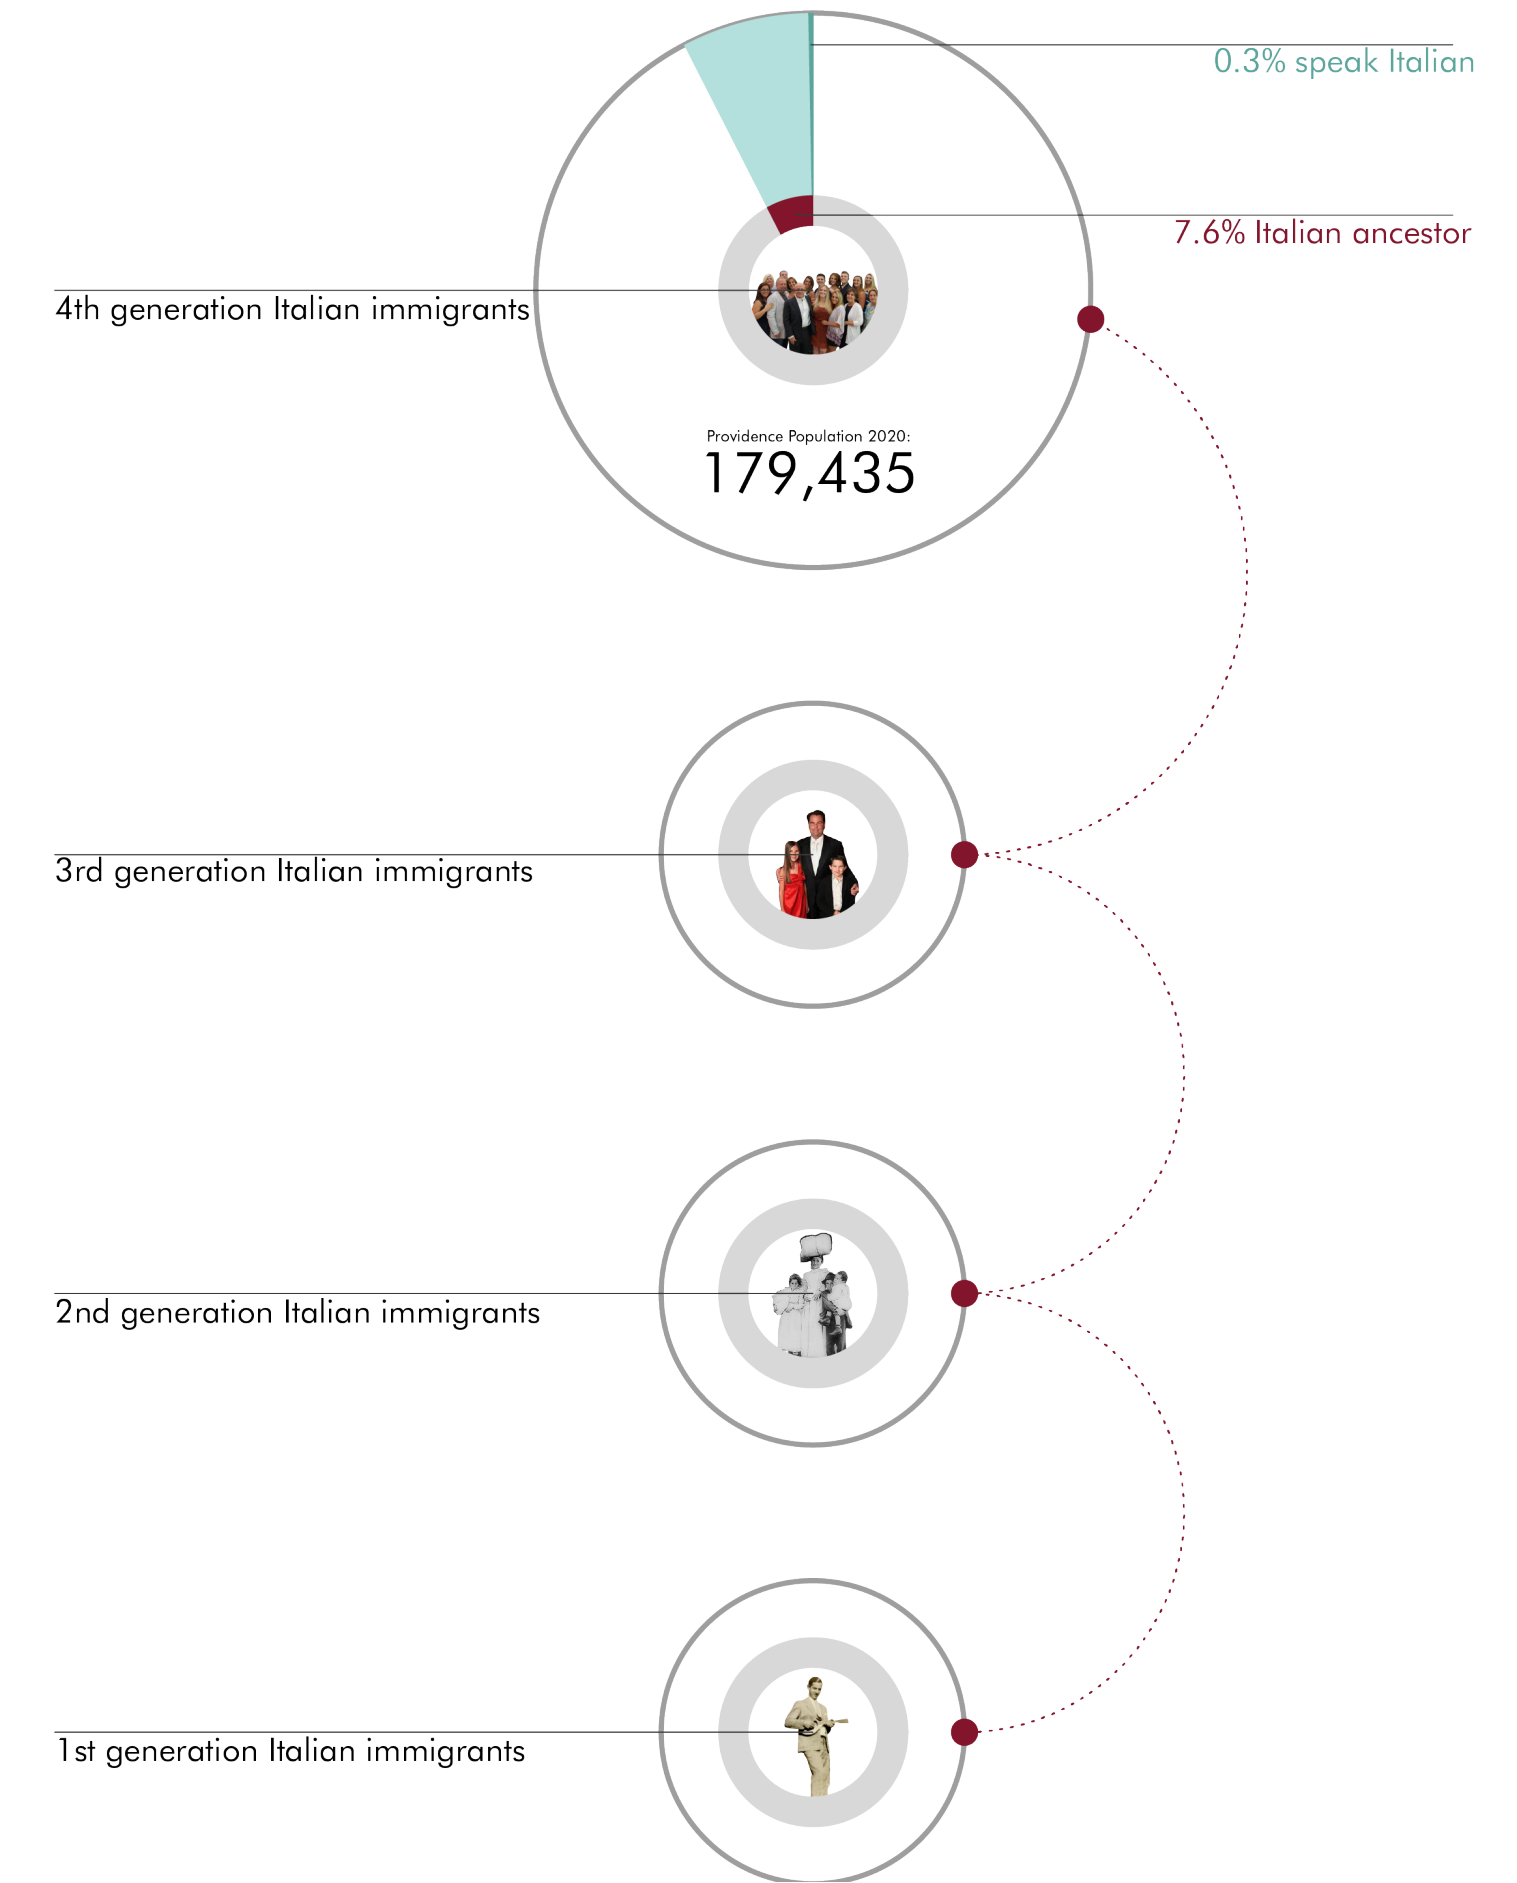 0.3% speak Italian
7.6% Italian ancestor
4th generation Italian immigrants
Providence Population 2020:
179,435
3rd generation Italian immigrants
2nd generation Italian immigrants
1st generation Italian immigrants